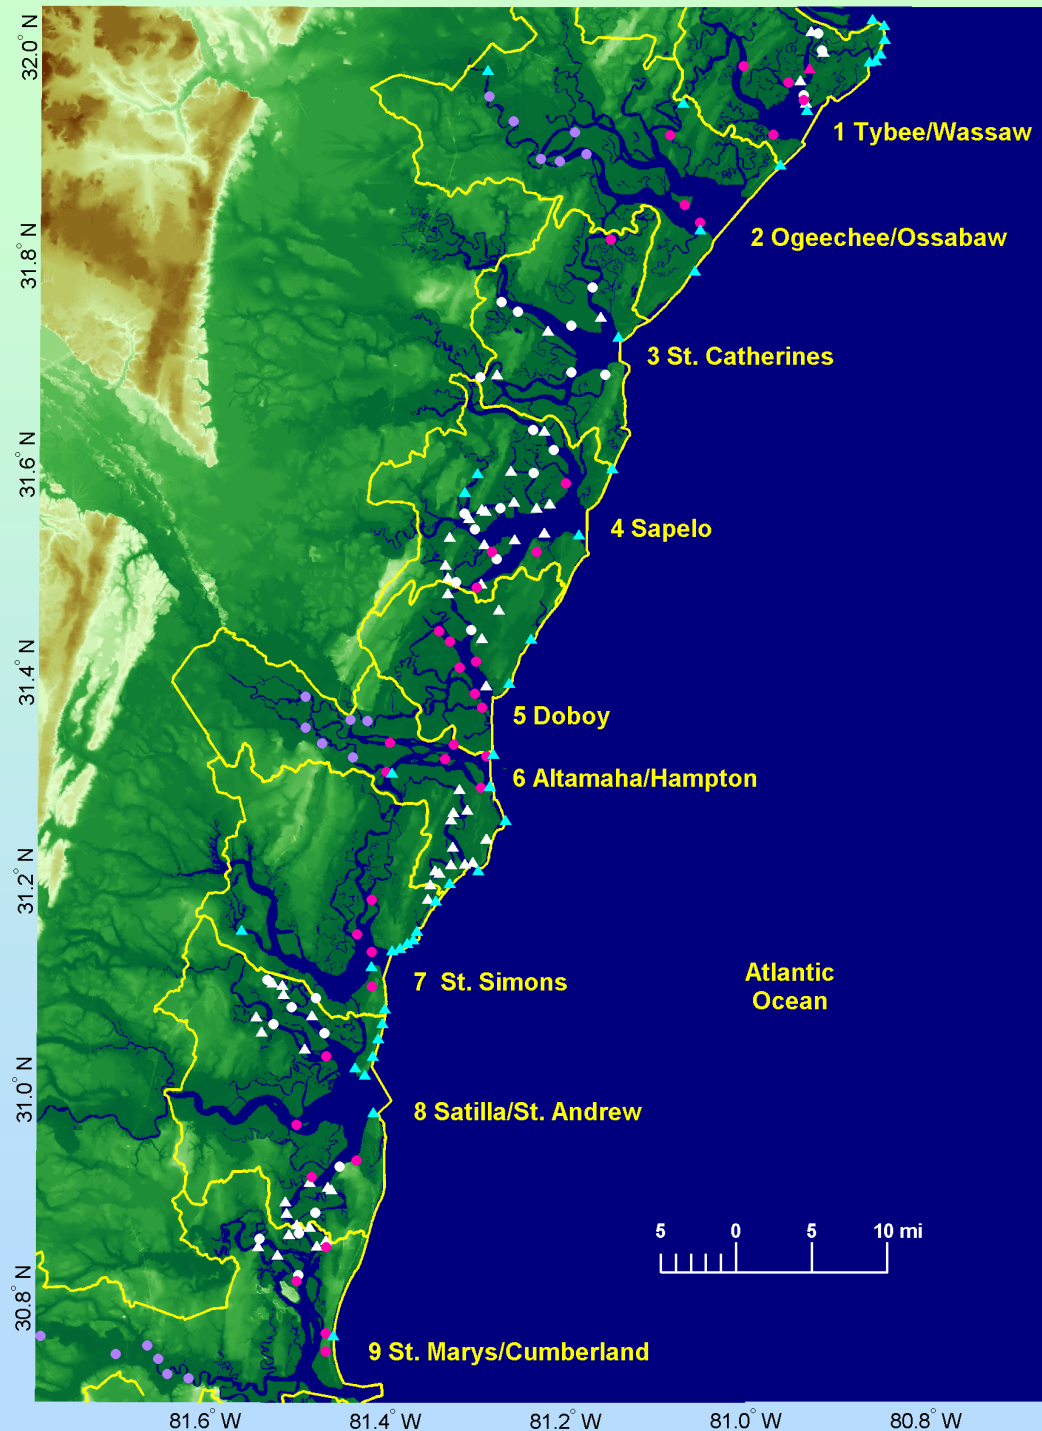 32.0° N
31.8° N
31.6° N
31.4° N
31.2° N
31.0° N
30.8° N
1 Tybee/Wassaw
2 Ogeechee/Ossabaw
3 St. Catherines
4 Sapelo
5 Doboy
6 Altamaha/Hampton
7  St. Simons
Atlantic
Ocean
8 Satilla/St. Andrew
5 0 5 10 mi
9 St. Marys/Cumberland
81.6° W 81.4° W 81.2° W 81.0° W 80.8° W